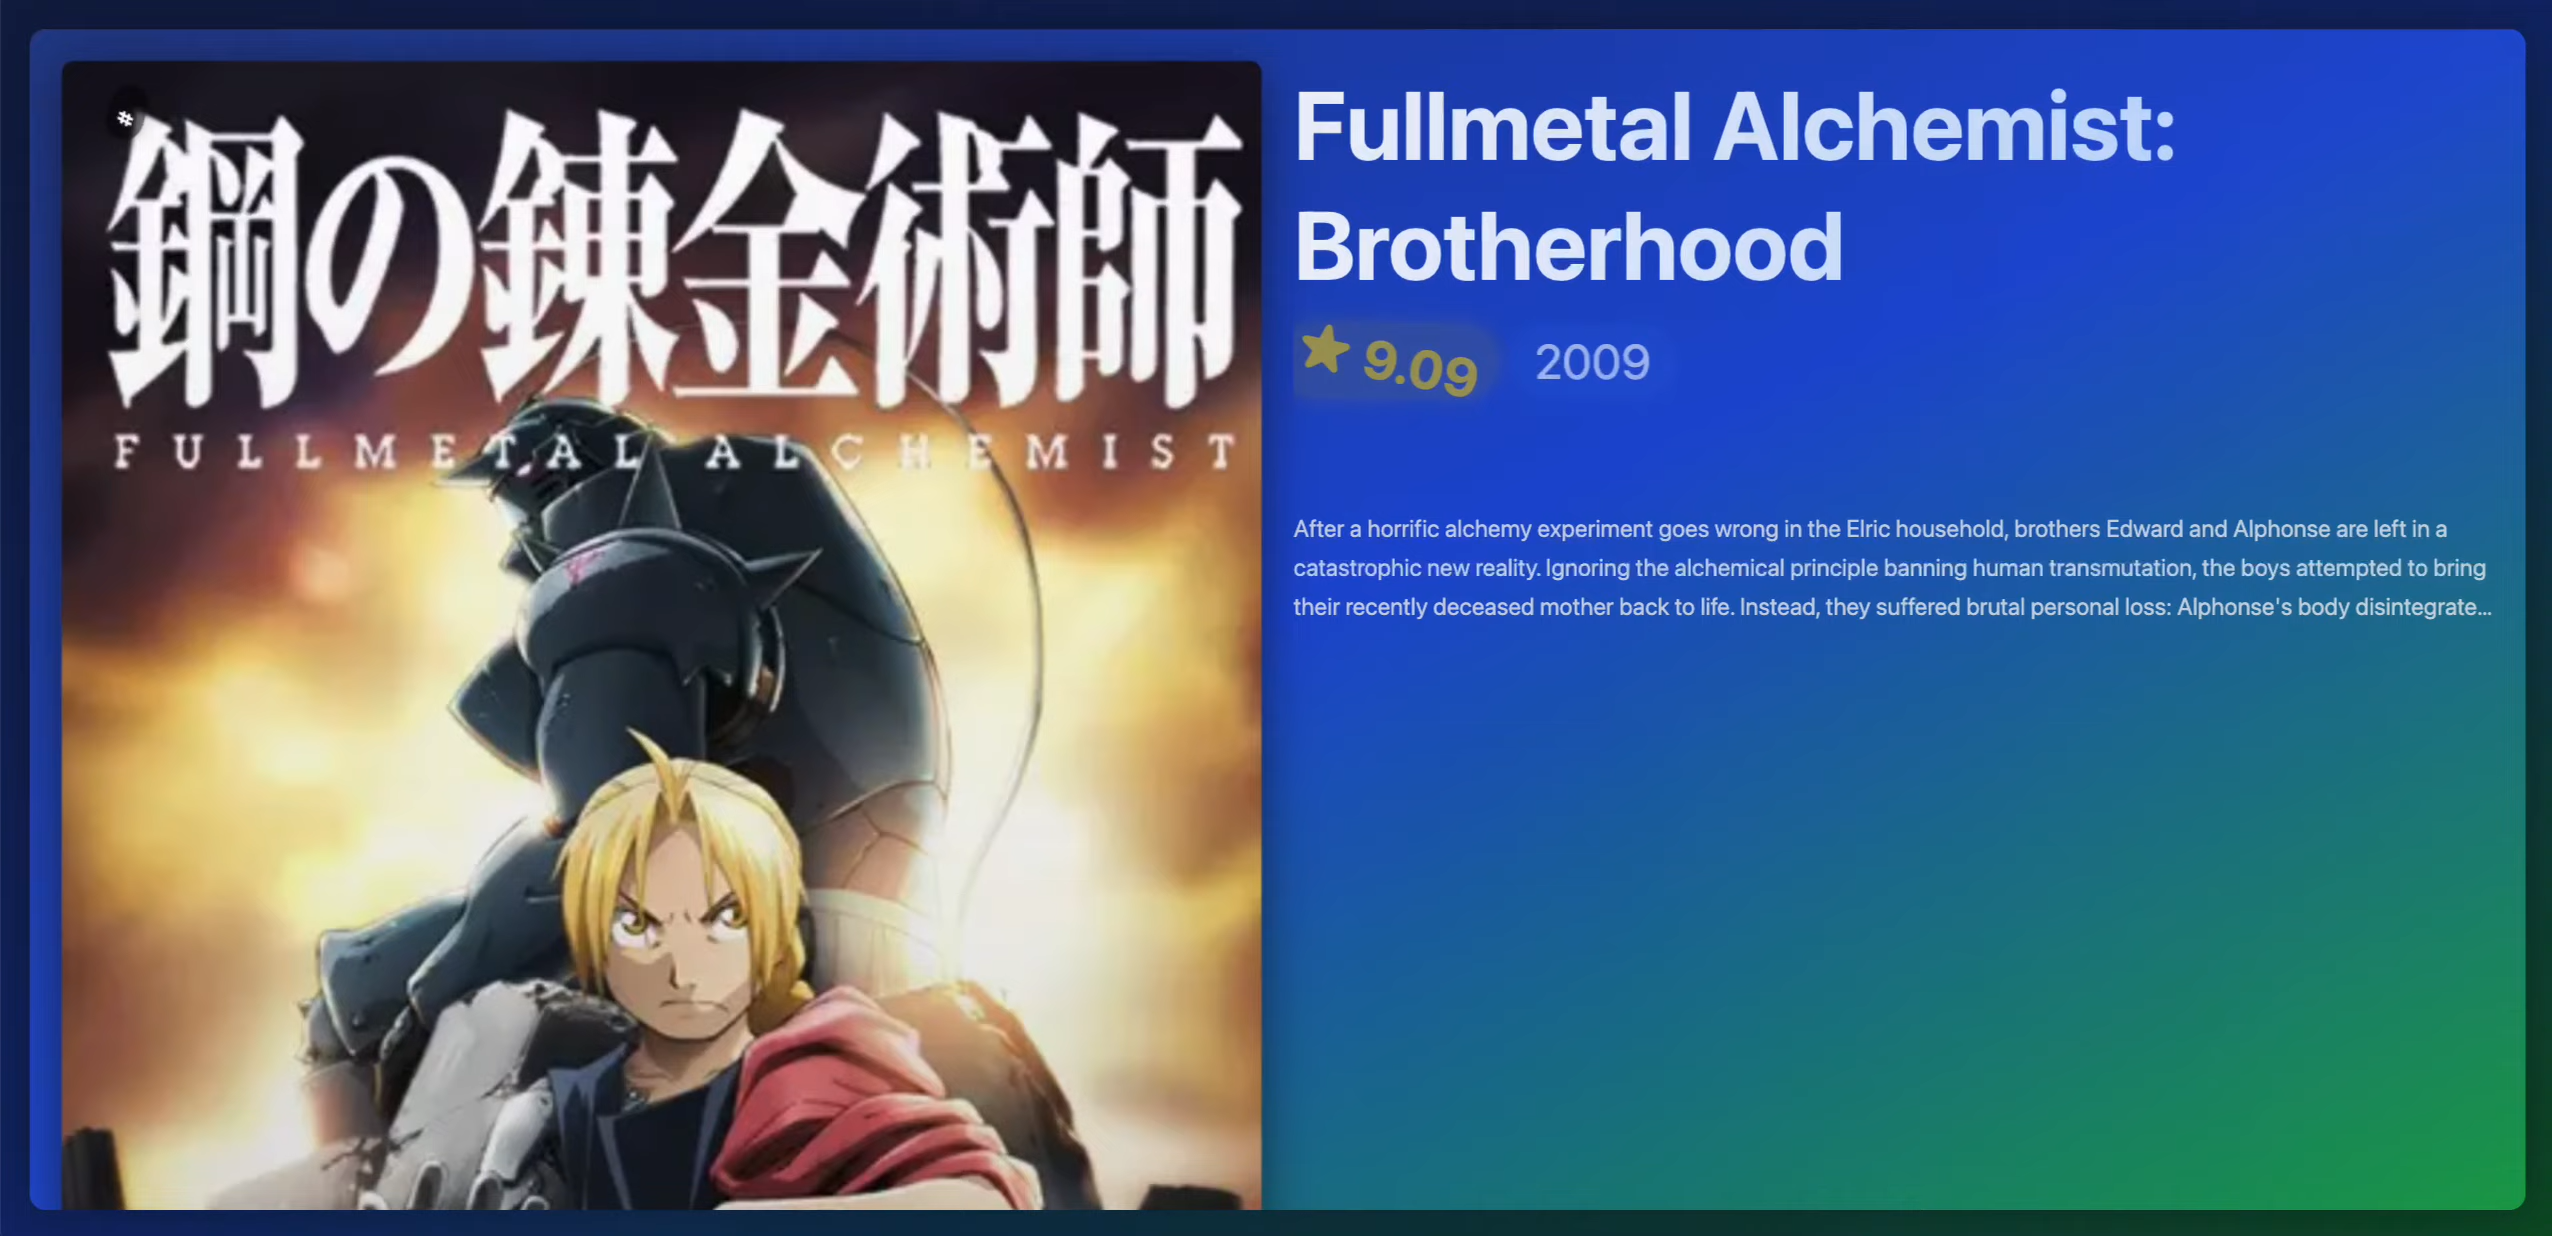 #
鋼の錬金術師
FULLMETAL ALCHEMIST
Fullmetal Alchemist:
Brotherhood
9.09 2009
After a horrific alchemy experiment goes wrong in the Elric household, brothers Edward and Alphonse are left in a
catastrophic new reality. Ignoring the alchemical principle banning human transmutation, the boys attempted to bring
their recently deceased mother back to life. Instead, they suffered brutal personal loss: Alphonse's body disintegrate...